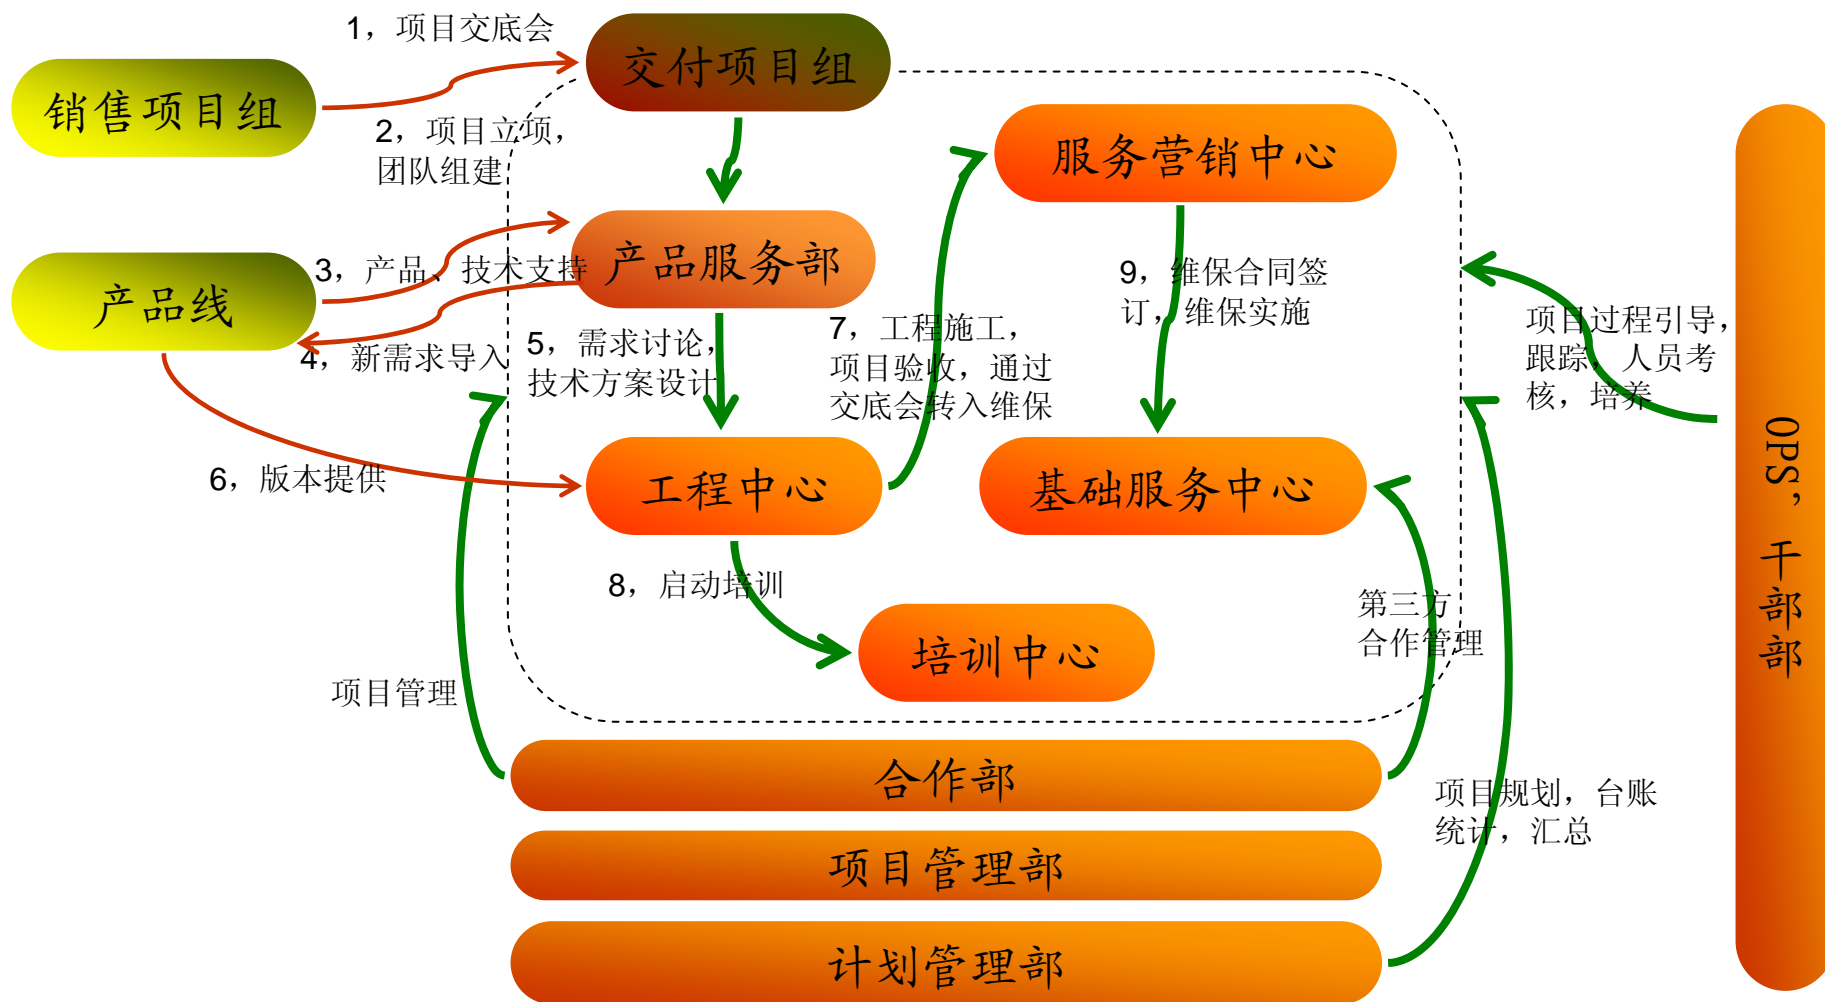 1，项目交底会
交付项目组
销售项目组
2，项目立项，
团队组建
服务营销中心
产品线
3，产品、技术支持
产品服务部
4，新需求导入
5，需求讨论，
技术方案设计
7，工程施工，
项目验收，通过
交底会转入维保
9，维保合同签
订，维保实施
项目过程引导，
跟踪，人员考
核，培养
OPS’干部部
6，版本提供
工程中心
基础服务中心
8，启动培训
培训中心
第三方
合作管理
项目管理
合作部
项目规划，台账
统计，汇总
项目管理部
计划管理部